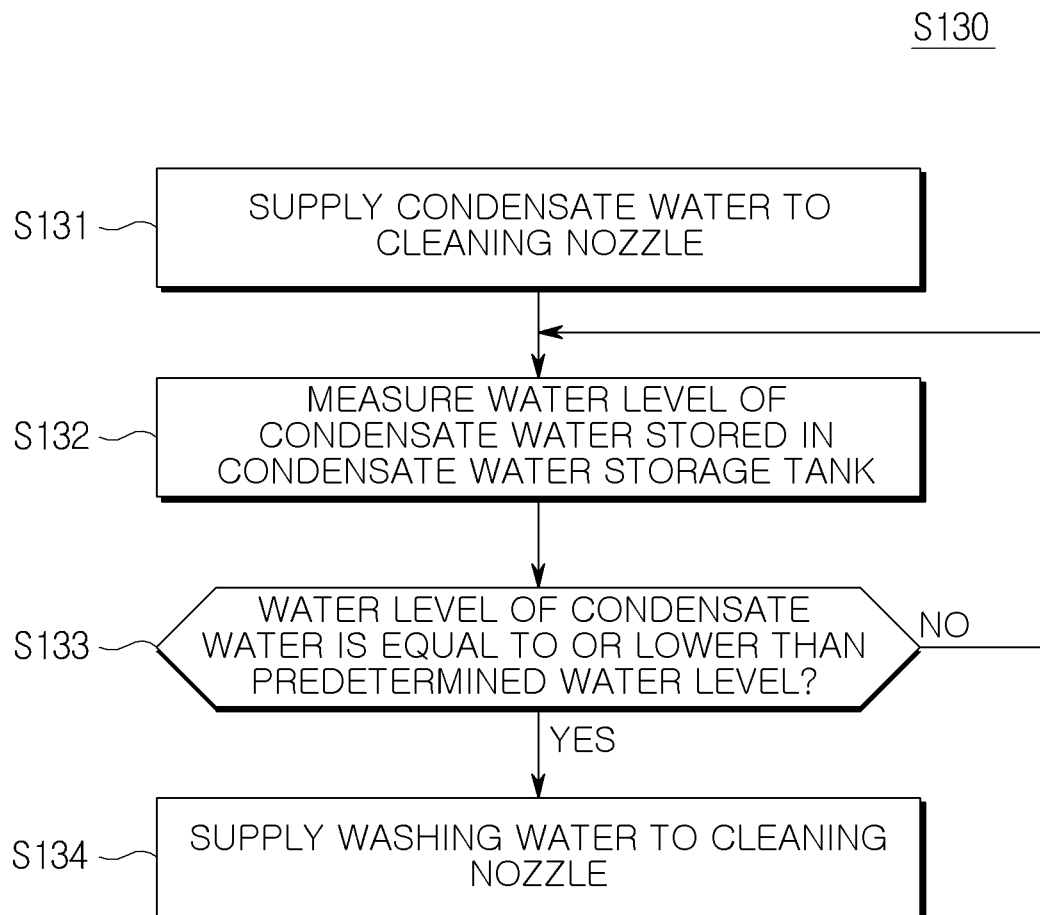 S130
S131
SUPPLY CONDENSATE WATER TO
CLEANING NOZZLE
S132
MEASURE WATER LEVEL OF
CONDENSATE WATER STORED IN
CONDENSATE WATER STORAGE TANK
S133
WATER LEVEL OF CONDENSATE
WATER IS EQUAL TO OR LOWER THAN
PREDETERMINED WATER LEVEL?
NO
YES
S134
SUPPLY WASHING WATER TO CLEANING
NOZZLE